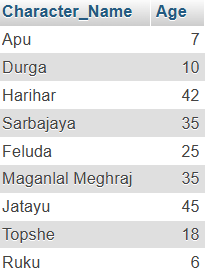 Character_Name Age
Apu 7
Durga 10
Harihar 42
Sarbajaya 35
Feluda 25
Maganlal Meghraj 35
Jatayu 45
Topshe 18
Ruku 6